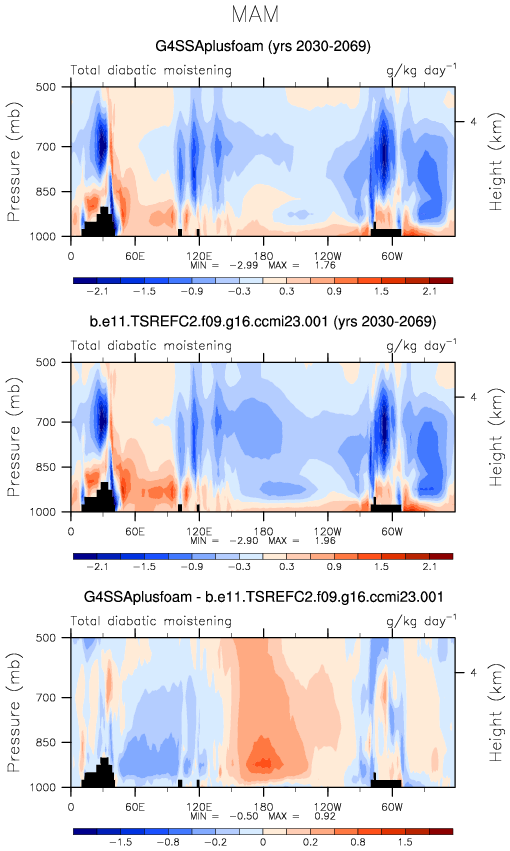 MAM
G4SSAplusfoam (yrs 2030-2069)
Total diabatic moistening g/kg day⁻¹
500
700
850
1000
Pressure (mb)
4
Height (km)
0 60E 120E 180 120W 60W
MIN = −2.99 MAX = 1.76
−2.1 −1.5 −0.9 −0.3 0.3 0.9 1.5 2.1
b.e11.TSREFC2.f09.g16.ccmi23.001 (yrs 2030-2069)
Total diabatic moistening g/kg day⁻¹
500
700
850
1000
Pressure (mb)
4
Height (km)
0 60E 120E 180 120W 60W
MIN = −2.90 MAX = 1.96
−2.1 −1.5 −0.9 −0.3 0.3 0.9 1.5 2.1
G4SSAplusfoam - b.e11.TSREFC2.f09.g16.ccmi23.001
Total diabatic moistening g/kg day⁻¹
500
700
850
1000
Pressure (mb)
4
Height (km)
0 60E 120E 180 120W 60W
MIN = −0.50 MAX = 0.92
−1.5 −0.8 −0.2 0 0.2 0.8 1.5